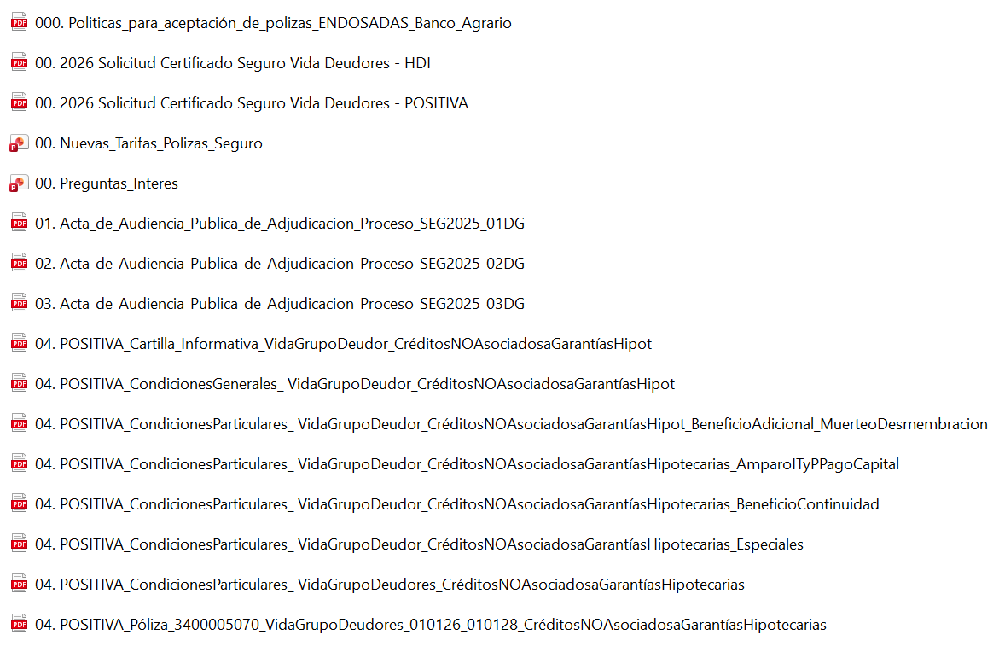 000. Politicas_para_aceptación_de_polizas_ENDOSADAS_Banco_Agrario
00. 2026 Solicitud Certificado Seguro Vida Deudores - HDI
00. 2026 Solicitud Certificado Seguro Vida Deudores - POSITIVA
00. Nuevas_Tarifas_Polizas_Seguro
00. Preguntas_Interes
01. Acta_de_Audiencia_Publica_de_Adjudicacion_Proceso_SEG2025_01DG
02. Acta_de_Audiencia_Publica_de_Adjudicacion_Proceso_SEG2025_02DG
03. Acta_de_Audiencia_Publica_de_Adjudicacion_Proceso_SEG2025_03DG
04. POSITIVA_Cartilla_Informativa_VidaGrupoDeudor_CréditosNOAsociadosaGarantíasHipot
04. POSITIVA_CondicionesGenerales_ VidaGrupoDeudor_CréditosNOAsociadosaGarantíasHipot
04. POSITIVA_CondicionesParticulares_ VidaGrupoDeudor_CréditosNOAsociadosaGarantíasHipot_BeneficioAdicional_MuerteoDesmembracion
04. POSITIVA_CondicionesParticulares_ VidaGrupoDeudor_CréditosNOAsociadosaGarantíasHipotecarias_AmparoITyPPagoCapital
04. POSITIVA_CondicionesParticulares_ VidaGrupoDeudor_CréditosNOAsociadosaGarantíasHipotecarias_BeneficioContinuidad
04. POSITIVA_CondicionesParticulares_ VidaGrupoDeudor_CréditosNOAsociadosaGarantíasHipotecarias_Especiales
04. POSITIVA_CondicionesParticulares_ VidaGrupoDeudores_CréditosNOAsociadosaGarantíasHipotecarias
04. POSITIVA_Póliza_3400005070_VidaGrupoDeudores_010126_010128_CréditosNOAsociadosaGarantíasHipotecarias